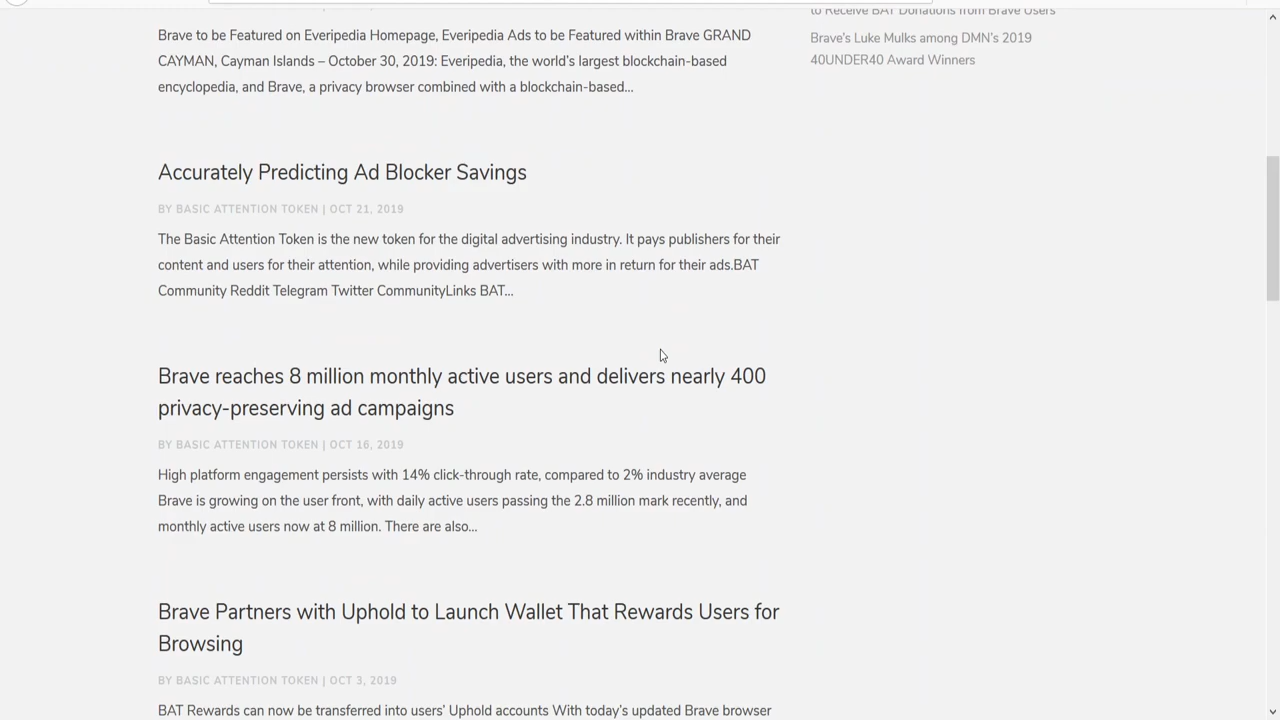 to Receive BAT Donations from Brave Users
Brave's Luke Mulks among DMN's 2019
40UNDER40 Award Winners
Brave to be Featured on Everipedia Homepage, Everipedia Ads to be Featured within Brave GRAND
CAYMAN, Cayman Islands – October 30, 2019: Everipedia, the world's largest blockchain-based
encyclopedia, and Brave, a privacy browser combined with a blockchain-based...
Accurately Predicting Ad Blocker Savings
BY BASIC ATTENTION TOKEN | OCT 21, 2019
The Basic Attention Token is the new token for the digital advertising industry. It pays publishers for their
content and users for their attention, while providing advertisers with more in return for their ads.BAT
Community Reddit Telegram Twitter CommunityLinks BAT...
Brave reaches 8 million monthly active users and delivers nearly 400
privacy-preserving ad campaigns
BY BASIC ATTENTION TOKEN | OCT 16, 2019
High platform engagement persists with 14% click-through rate, compared to 2% industry average
Brave is growing on the user front, with daily active users passing the 2.8 million mark recently, and
monthly active users now at 8 million. There are also...
Brave Partners with Uphold to Launch Wallet That Rewards Users for
Browsing
BY BASIC ATTENTION TOKEN | OCT 3, 2019
BAT Rewards can now be transferred into users' Uphold accounts With today's updated Brave browser